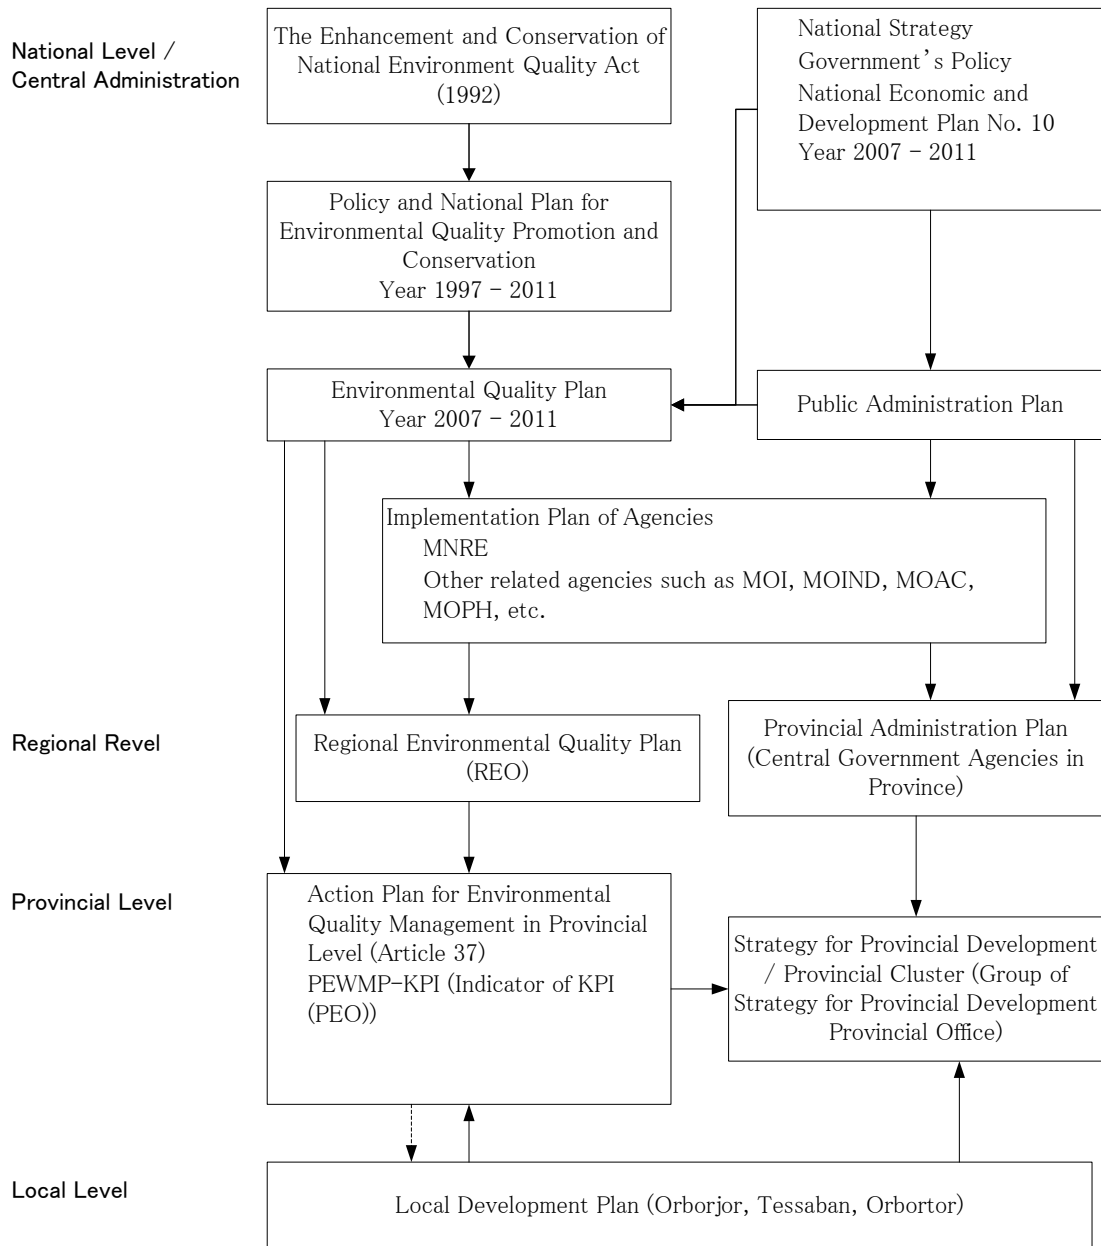 National Level /
Central Administration
The Enhancement and Conservation of
National Environment Quality Act
(1992)
National Strategy
Government's Policy
National Economic and
Development Plan No. 10
Year 2007 - 2011
Policy and National Plan for
Environmental Quality Promotion and
Conservation
Year 1997 - 2011
Environmental Quality Plan
Year 2007 - 2011
Public Administration Plan
Implementation Plan of Agencies
MNRE
Other related agencies such as MOI, MOIND, MOAC,
MOPH, etc.
Regional Revel
Regional Environmental Quality Plan
(REO)
Provincial Administration Plan
(Central Government Agencies in
Province)
Provincial Level
Action Plan for Environmental
Quality Management in Provincial
Level (Article 37)
PEWMP-KPI (Indicator of KPI
(PEO))
Strategy for Provincial Development
/ Provincial Cluster (Group of
Strategy for Provincial Development
Provincial Office)
Local Level
Local Development Plan (Orborjor, Tessaban, Orbortor)